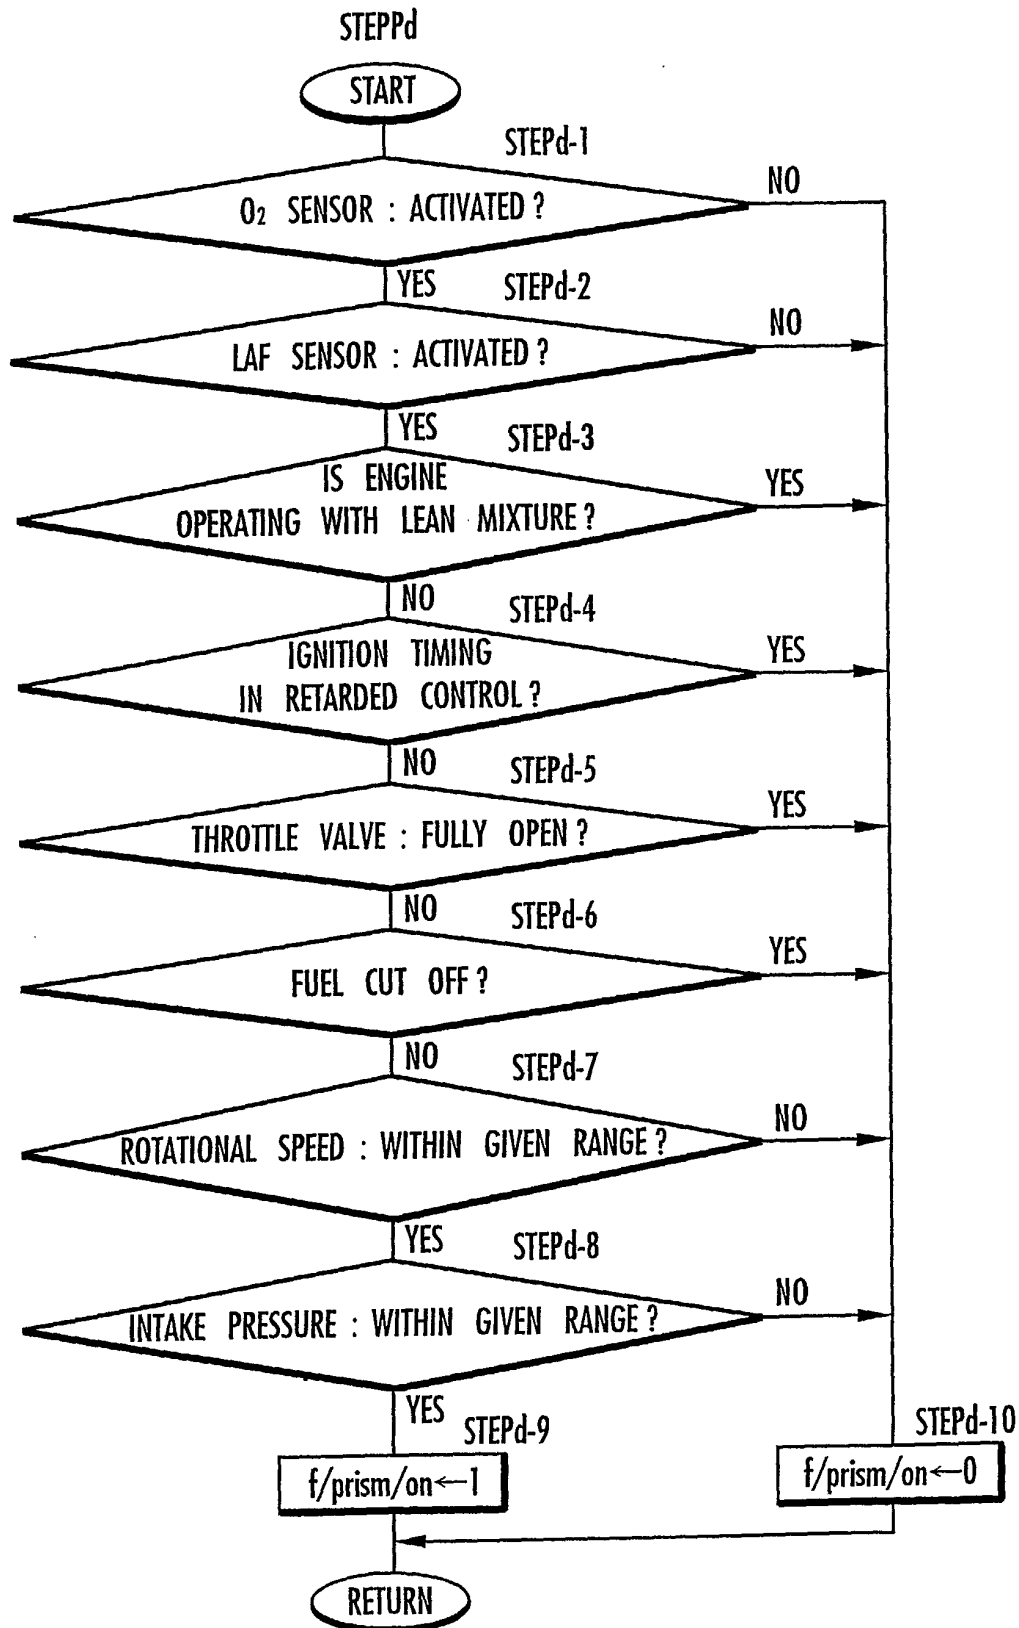 STEPPd
START
STEPd-1
O2 SENSOR : ACTIVATED ?
NO
YES
STEPd-2
LAF SENSOR : ACTIVATED ?
NO
YES
STEPd-3
IS ENGINE
OPERATING WITH LEAN MIXTURE ?
YES
NO
STEPd-4
IGNITION TIMING
IN RETARDED CONTROL ?
YES
NO
STEPd-5
THROTTLE VALVE : FULLY OPEN ?
YES
NO
STEPd-6
FUEL CUT OFF ?
YES
NO
STEPd-7
ROTATIONAL SPEED : WITHIN GIVEN RANGE ?
NO
YES
STEPd-8
INTAKE PRESSURE : WITHIN GIVEN RANGE ?
NO
YES
STEPd-9
f/prism/on←1
STEPd-10
f/prism/on←0
RETURN